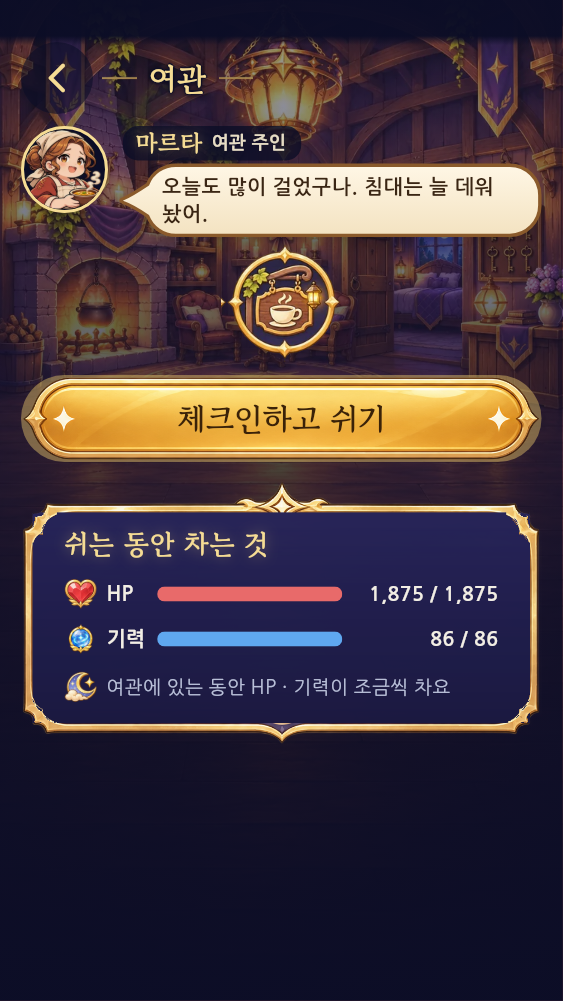 여관
마르타 여관 주인
오늘도 많이 걸었구나. 침대는 늘 데워
놨어.
체크인하고 쉬기
쉬는 동안 차는 것
HP 1,875 / 1,875
기력 86 / 86
여관에 있는 동안 HP · 기력이 조금씩 차요